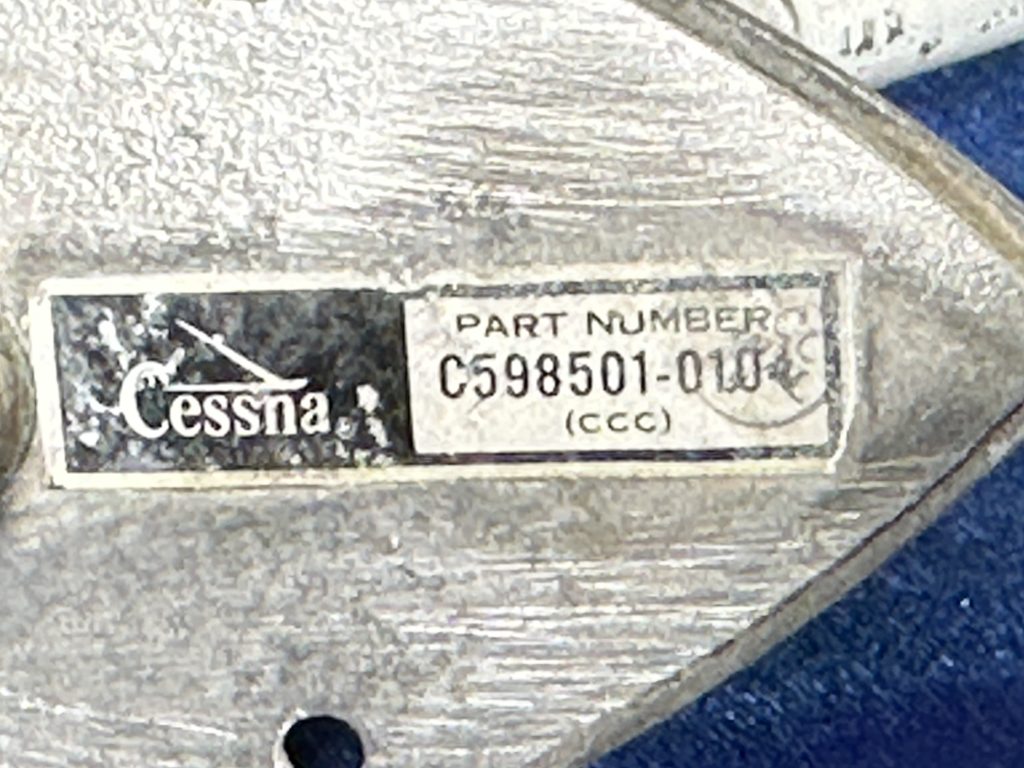 Cessna
PART NUMBER
C598501-0104
(CCC)